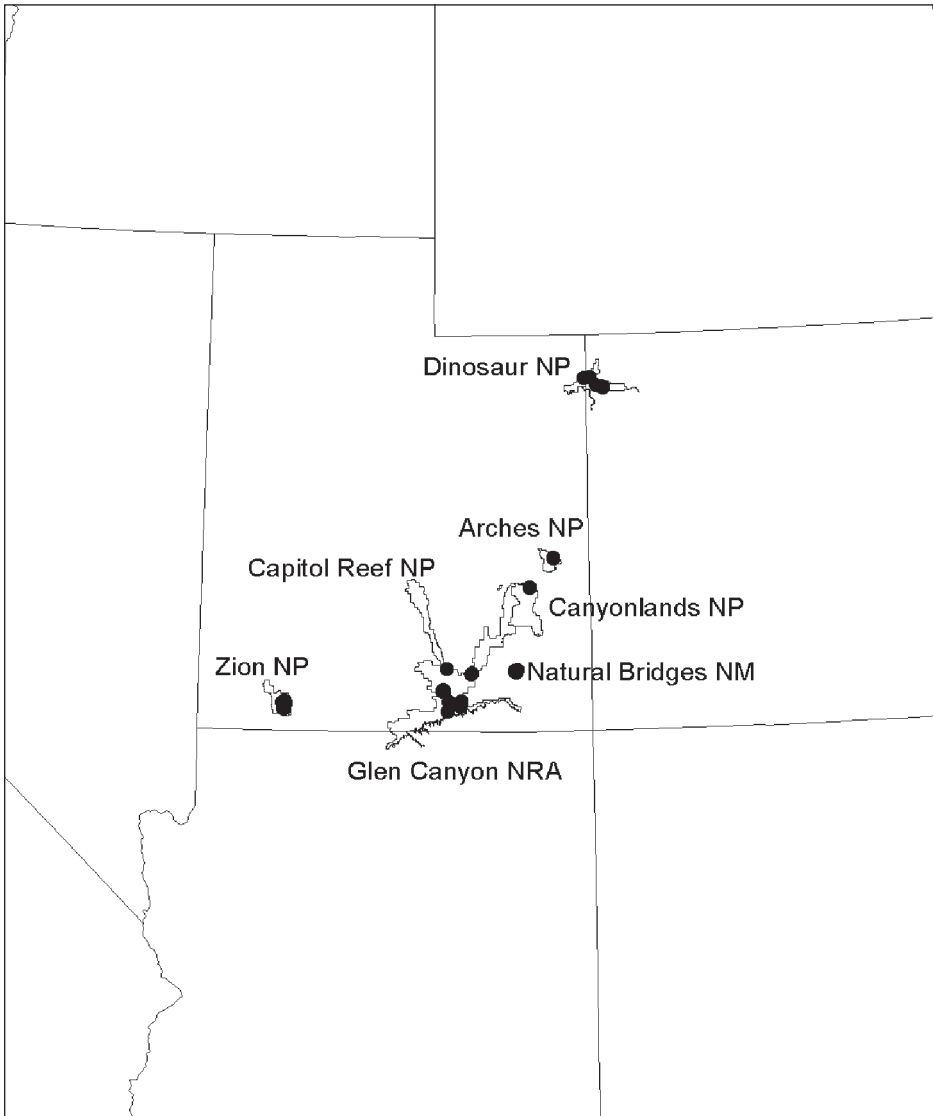 Dinosaur NP
Arches NP
Capitol Reef NP
Canyonlands NP
Zion NP
Natural Bridges NM
Glen Canyon NRA